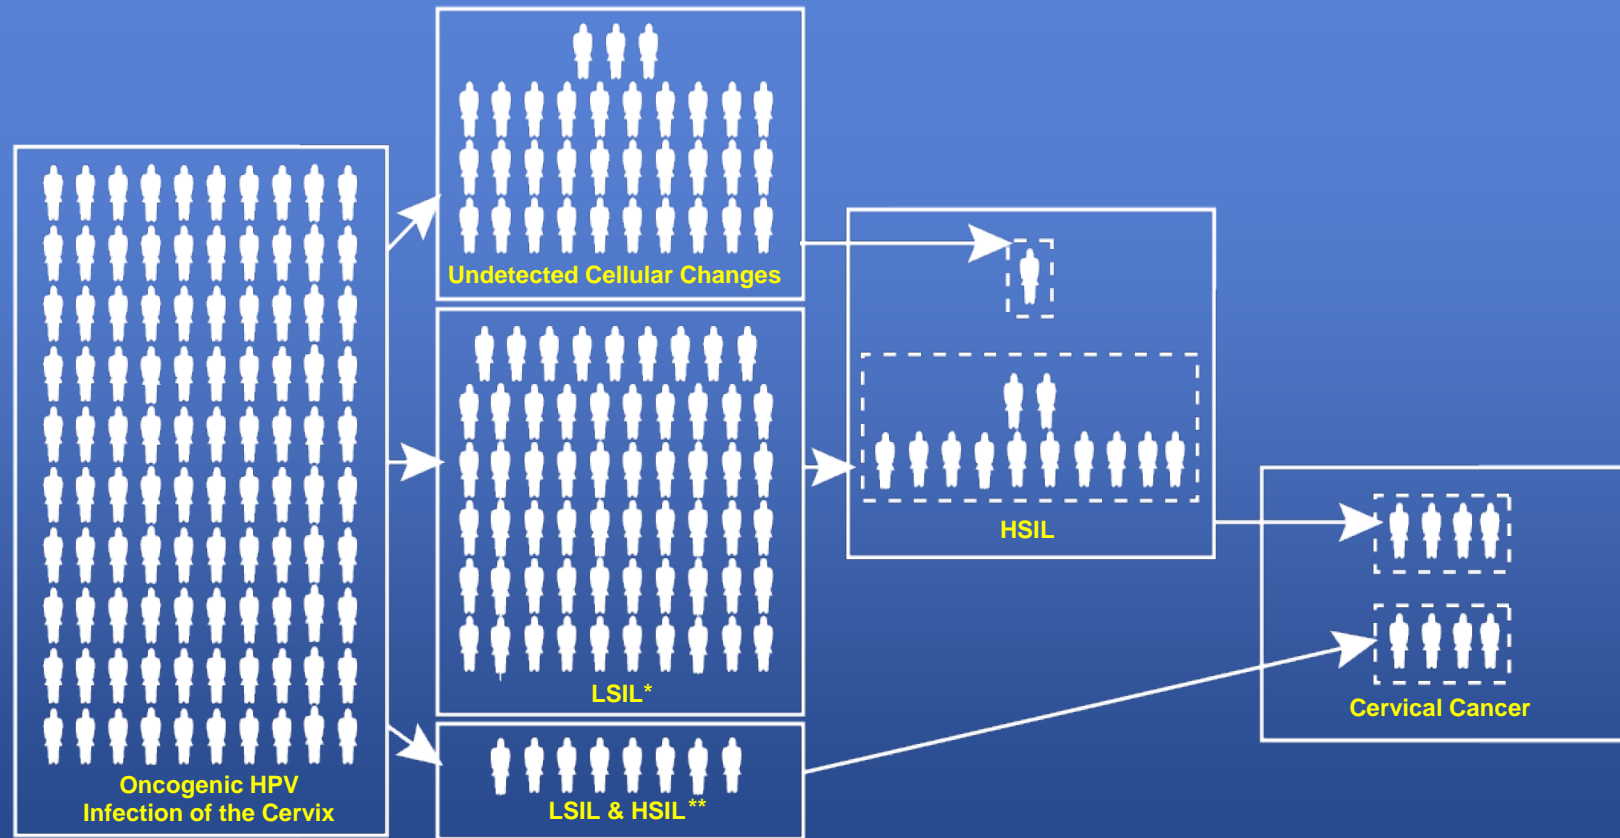 Undetected Cellular Changes
HSIL
LSIL*
Cervical Cancer
Oncogenic HPV
Infection of the Cervix
LSIL & HSIL**